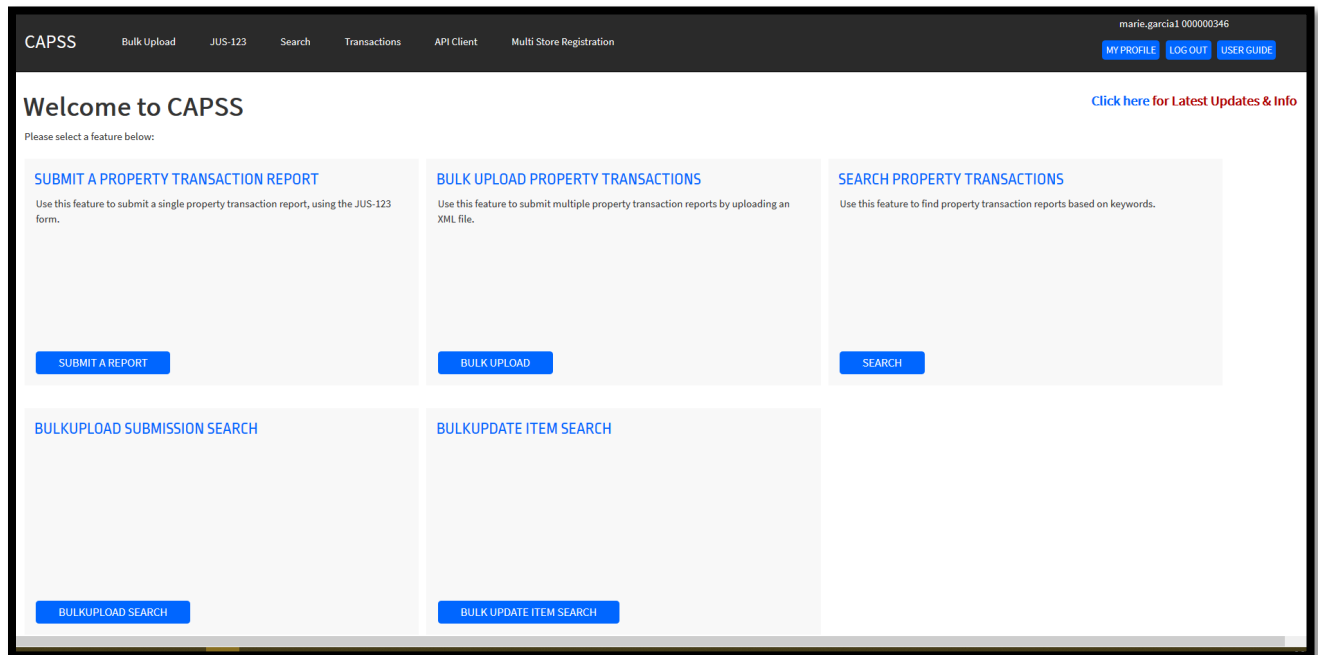 marie.garcia1 000000346
CAPSS Bulk Upload JUS-123 Search Transactions API Client Multi Store Registration
MY PROFILE LOG OUT USER GUIDE
Welcome to CAPSS
Click here for Latest Updates & Info
Please select a feature below:
SUBMIT A PROPERTY TRANSACTION REPORT
Use this feature to submit a single property transaction report, using the JUS-123
form.
SUBMIT A REPORT
BULK UPLOAD PROPERTY TRANSACTIONS
Use this feature to submit multiple property transaction reports by uploading an
XML file.
BULK UPLOAD
SEARCH PROPERTY TRANSACTIONS
Use this feature to find property transaction reports based on keywords.
SEARCH
BULKUPLOAD SUBMISSION SEARCH
BULKUPLOAD SEARCH
BULKUPDATE ITEM SEARCH
BULK UPDATE ITEM SEARCH